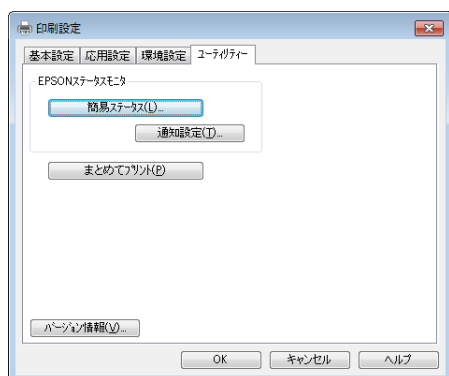 印刷設定
基本設定 応用設定 環境設定 ユーティリティー
EPSONステータスモニタ
簡易ステータス(L)...
通知設定(T)...
まとめてプリント(P)
バージョン情報(V)...
OK キャンセル ヘルプ